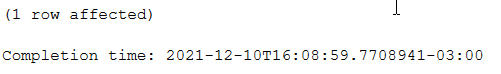 (1 row affected)
Completion time: 2021-12-10T16:08:59.7708941-03:00